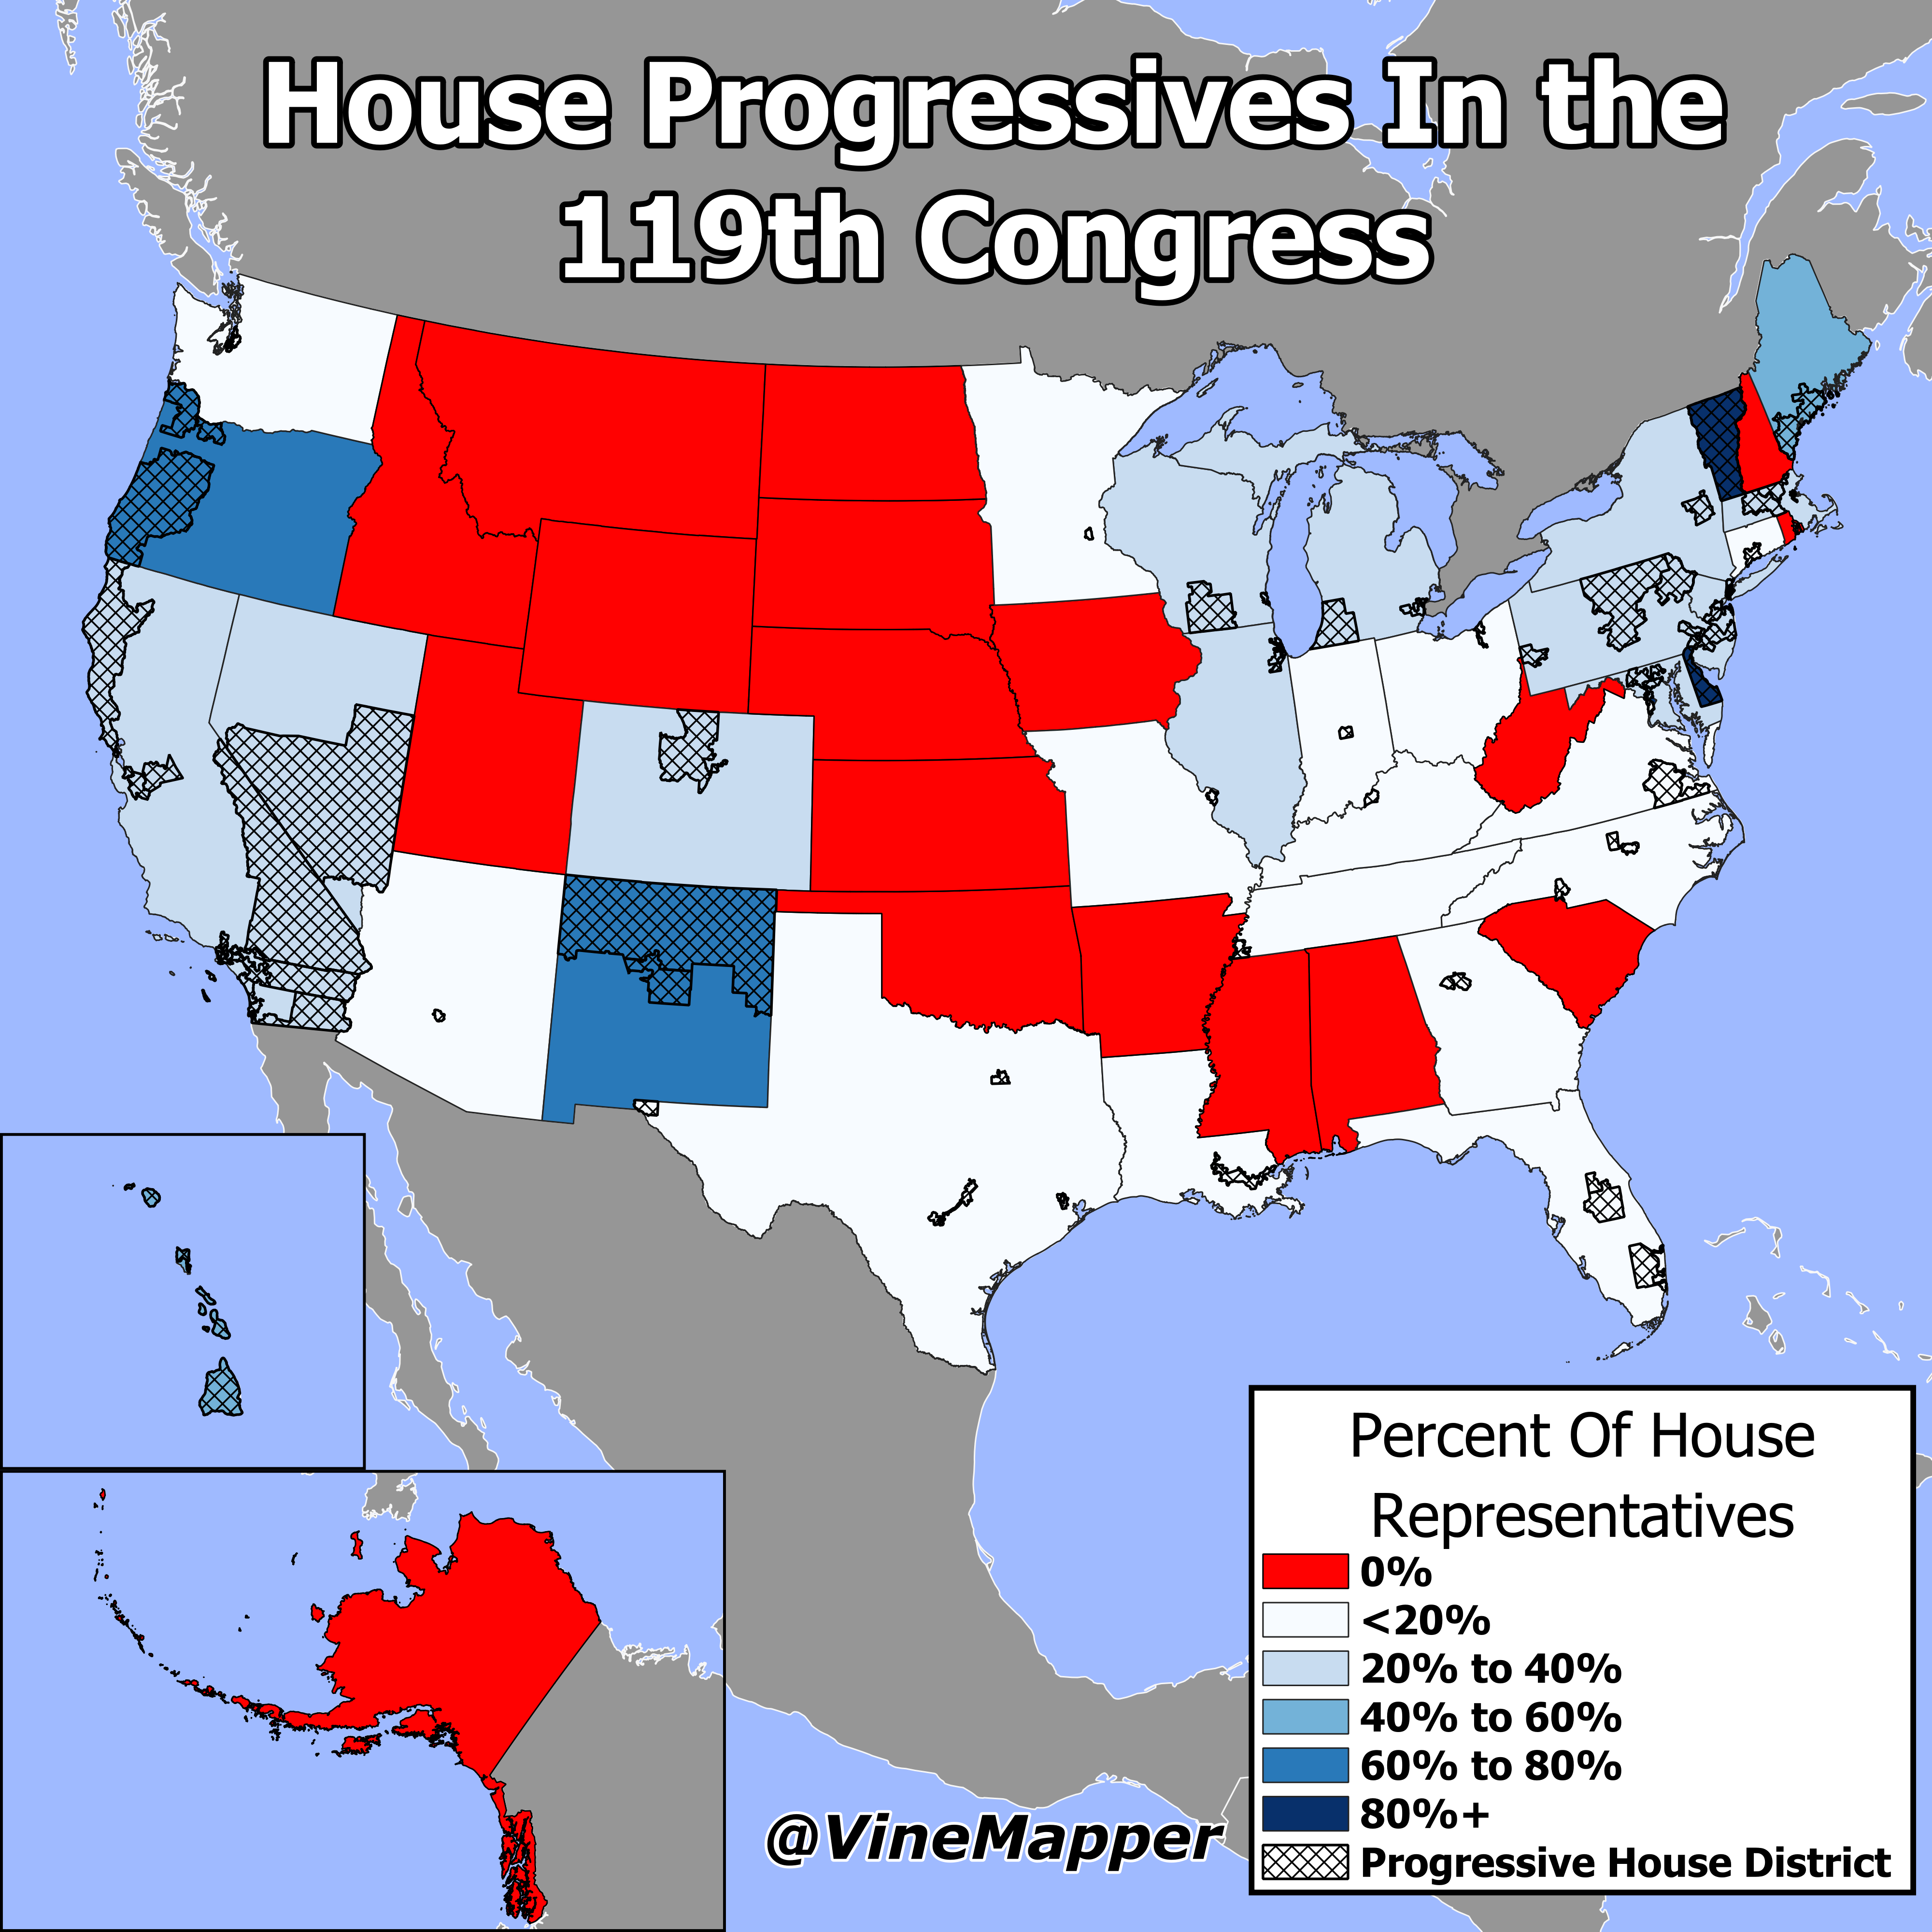 House Progressives In the
119th Congress
Percent Of House
Representatives
0%
<20%
20% to 40%
40% to 60%
60% to 80%
80%+
Progressive House District
@VineMapper